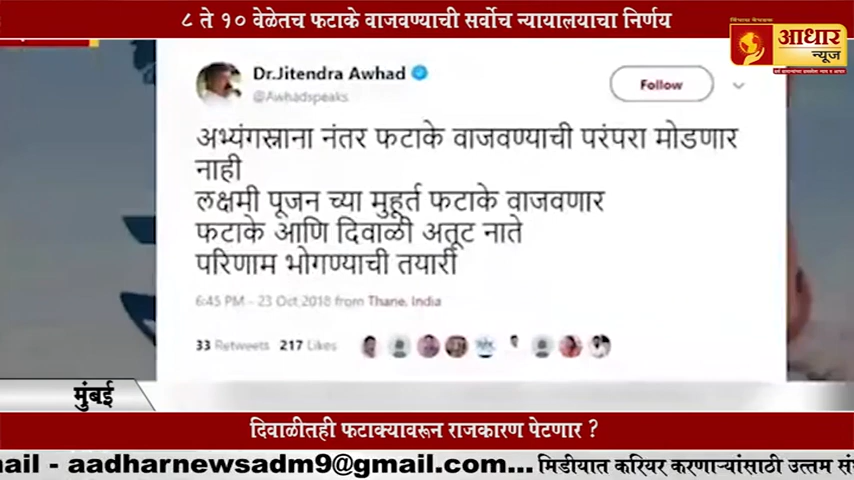 ८ ते १० वेळेतच फटाके वाजवण्याची सर्वोच न्यायालयाचा निर्णय
आधार
न्यूज
Dr.Jitendra Awhad
@Awhadspeaks
Follow
अभ्यंगस्नाना नंतर फटाके वाजवण्याची परंपरा मोडणार
नाही
लक्षमी पूजन च्या मुहूर्त फटाके वाजवणार
फटाके आणि दिवाळी अतूट नाते
परिणाम भोगण्याची तयारी
6:45 PM - 23 Oct 2018 from Thane, India
33 Retweets 217 Likes
मुंबई
दिवाळीतही फटाक्यावरून राजकारण पेटणार ?
ail - aadharnewsadm9@gmail.com... मिडीयात करियर करणाऱ्यांसाठी उत्तम सं